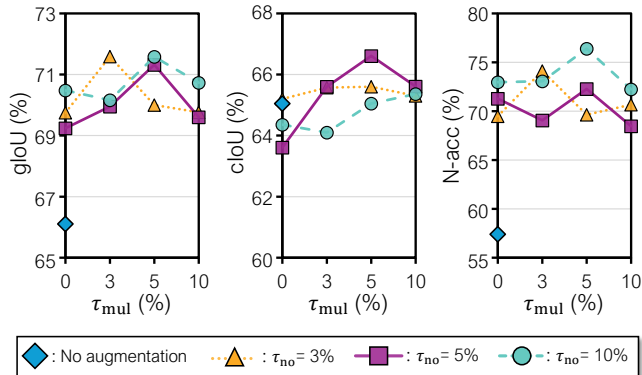 73
71
69
67
65
gIoU (%)
0 3 5 10
τmul (%)
68
66
64
62
60
cIoU (%)
0 3 5 10
τmul (%)
80
75
70
65
60
55
N-acc (%)
0 3 5 10
τmul (%)
: No augmentation : τno= 3% : τno= 5% : τno= 10%